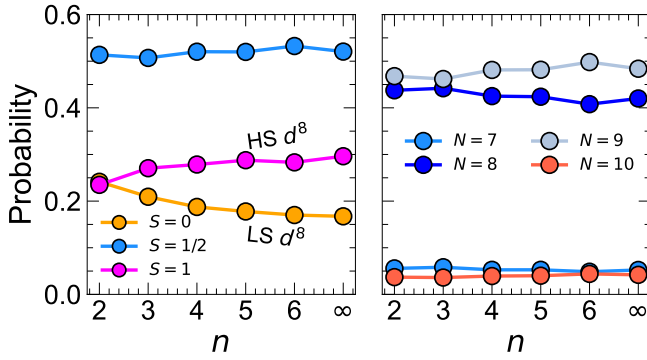 Probability
0.6
0.4
0.2
0.0
HS d⁸
LS d⁸
S = 0
S = 1/2
S = 1
2 3 4 5 6 ∞
n
N = 7
N = 8
N = 9
N = 10
2 3 4 5 6 ∞
n